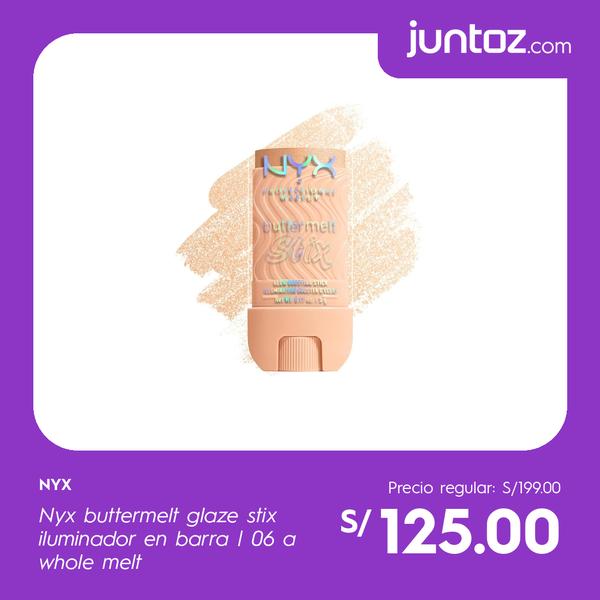 juntoz.com
NYX
PROFESSIONAL
MAKEUP
buttermelt
Stix
NYX
Precio regular: S/199.00
Nyx buttermelt glaze stix
iluminador en barra | 06 a
whole melt
S/125.00